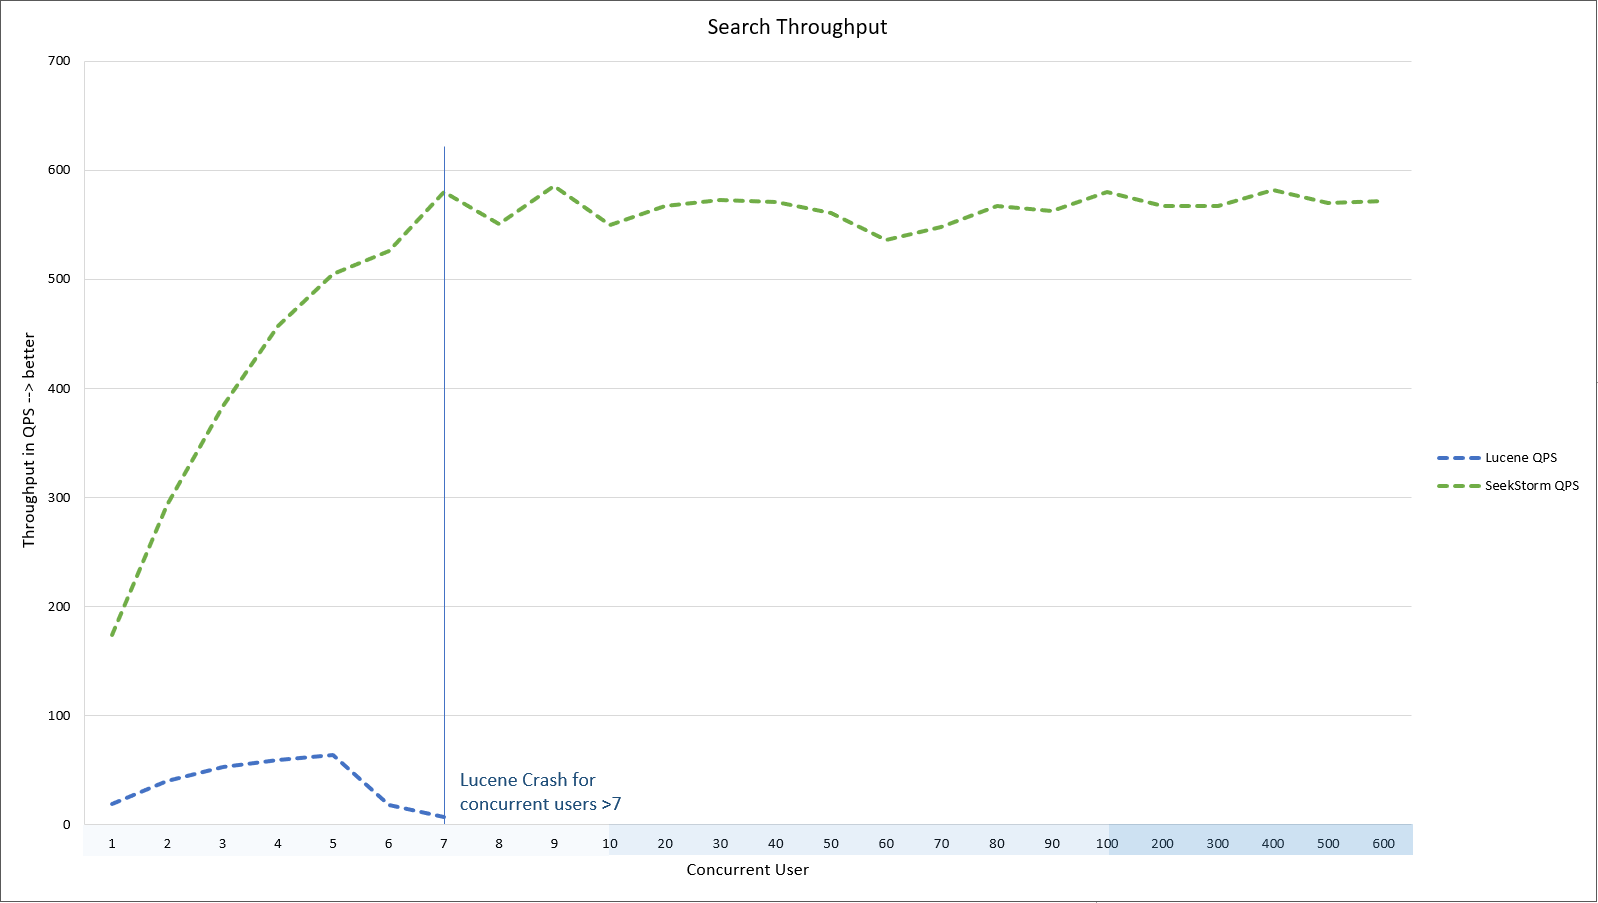 Search Throughput
700
600
500
400
300
200
100
0
Throughput in QPS --> better
Lucene Crash for
concurrent users >7
1 2 3 4 5 6 7 8 9 10 20 30 40 50 60 70 80 90 100 200 300 400 500 600
Concurrent User
Lucene QPS
SeekStorm QPS